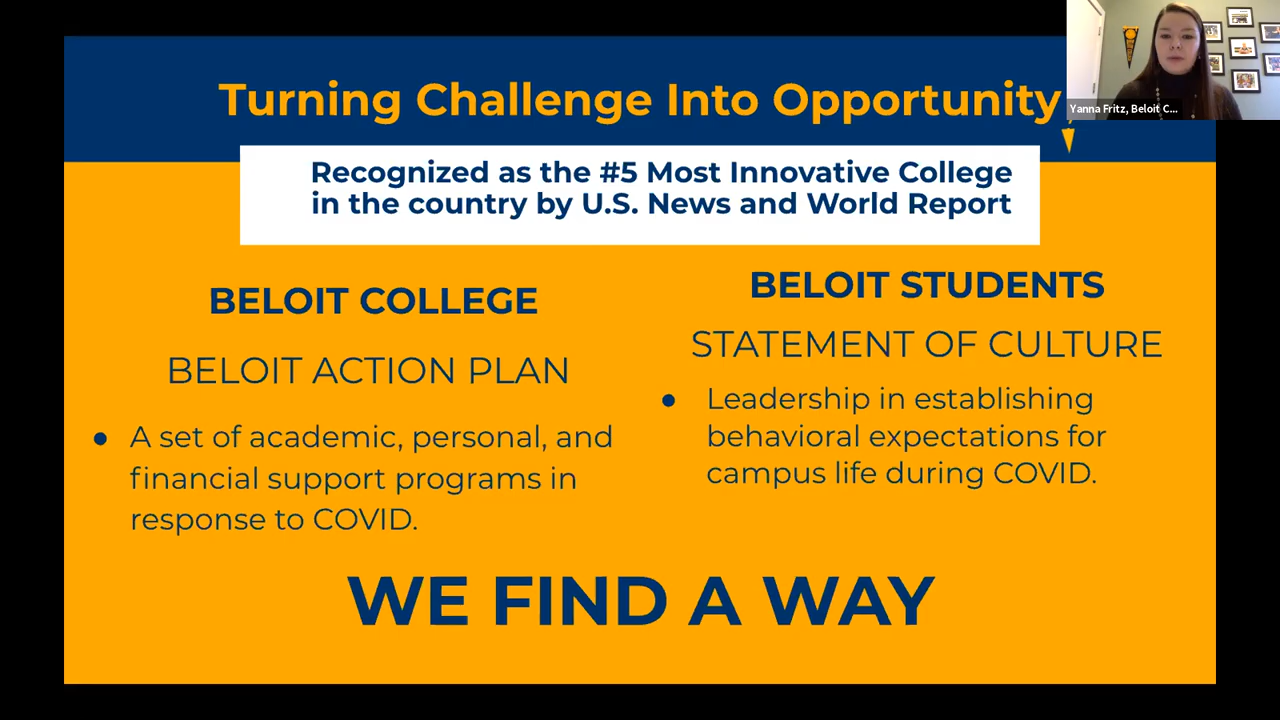 Turning Challenge Into Opportunity
Yanna Fritz, Beloit C...
Recognized as the #5 Most Innovative College
in the country by U.S. News and World Report
BELOIT COLLEGE
BELOIT ACTION PLAN
● A set of academic, personal, and
financial support programs in
response to COVID.
BELOIT STUDENTS
STATEMENT OF CULTURE
● Leadership in establishing
behavioral expectations for
campus life during COVID.
WE FIND A WAY